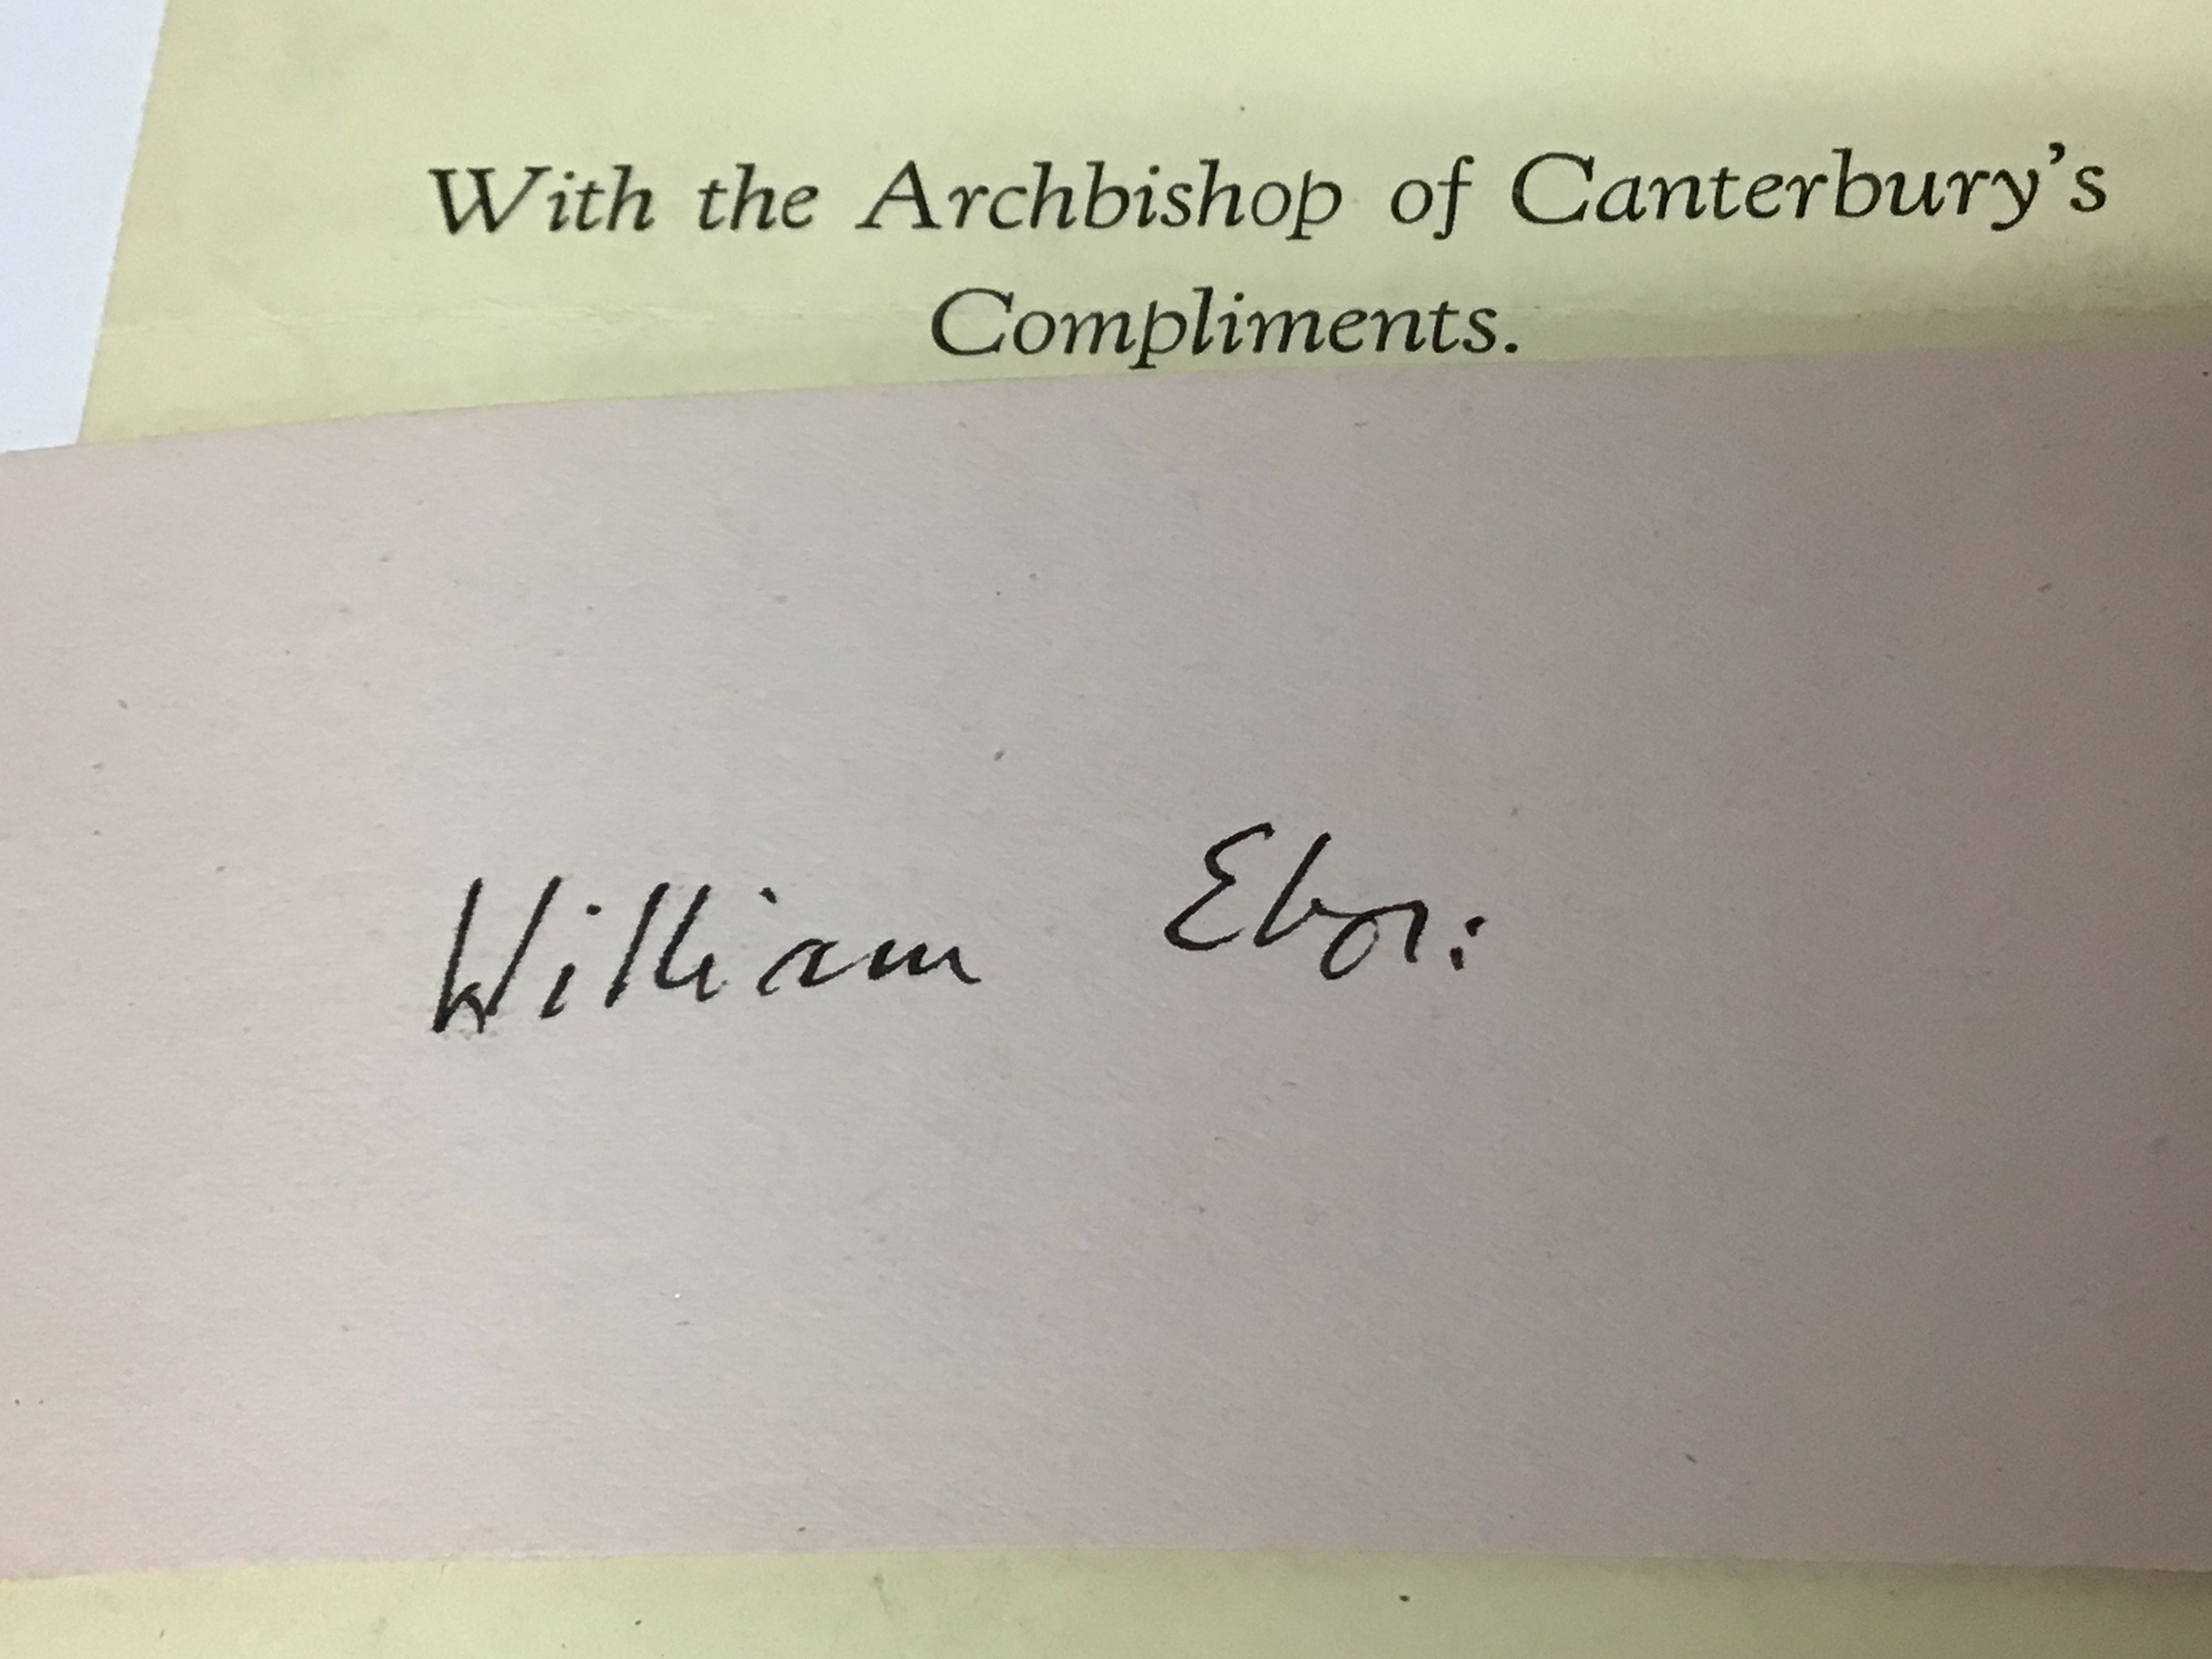 With the Archbishop of Canterbury's
Compliments.
William Ebor: